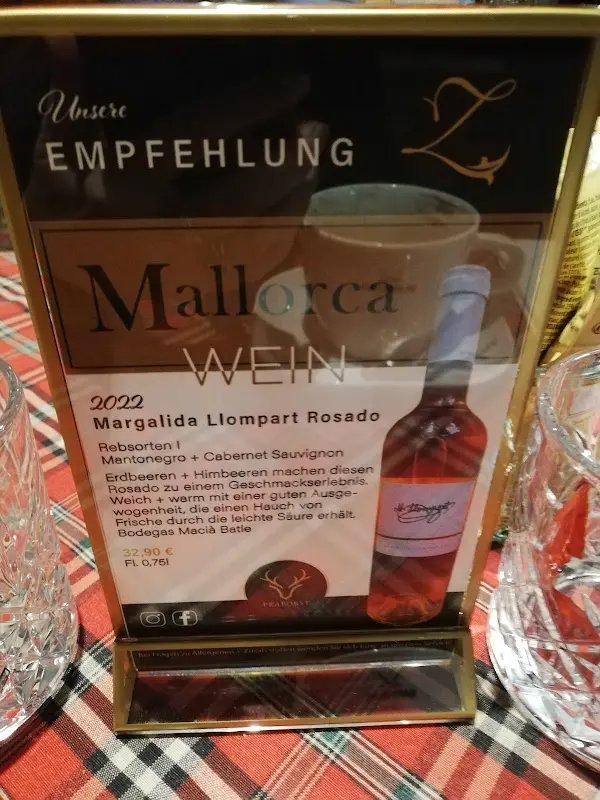 Unsere
EMPFEHLUNG
Z
Mallorca
WEIN
2022
Margalida Llompart Rosado
Rebsorten |
Mantonegro + Cabernet Sauvignon
Erdbeeren + Himbeeren machen diesen
Rosado zu einem Geschmackserlebnis.
Weich + warm mit einer guten Ausge-
wogenheit, die einen Hauch von
Frische durch die leichte Säure erhält.
Bodegas Macià Batle
32,90 €
Fl. 0,75l